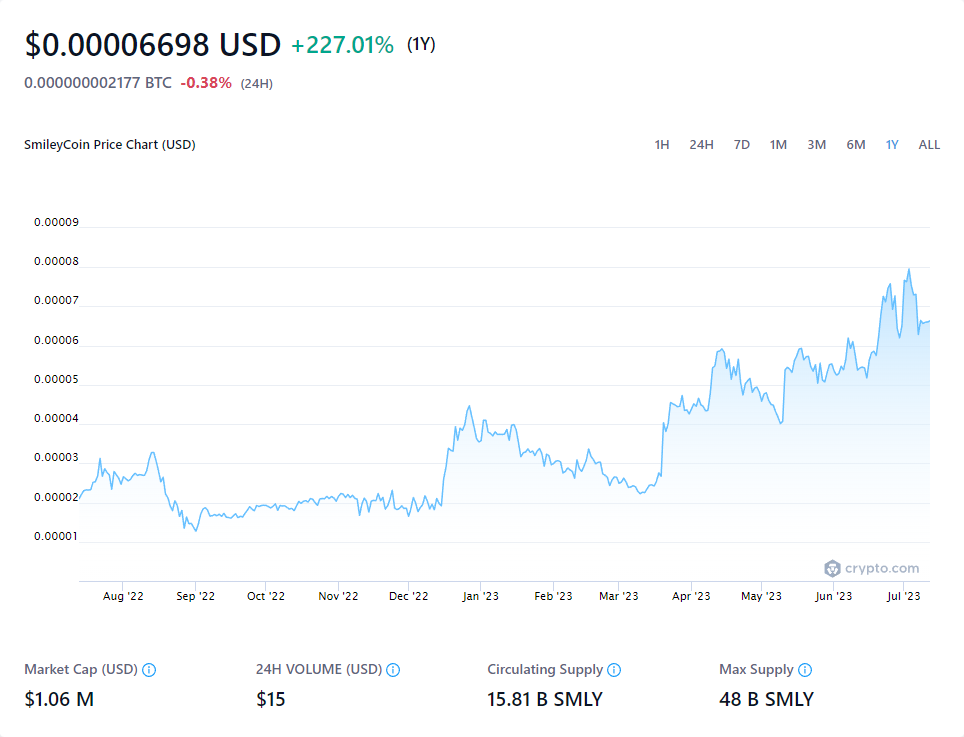 $0.00006698 USD +227.01% (1Y)
0.000000002177 BTC -0.38% (24H)
SmileyCoin Price Chart (USD)
1H 24H 7D 1M 3M 6M 1Y ALL
0.00009
0.00008
0.00007
0.00006
0.00005
0.00004
0.00003
0.00002
0.00001
crypto.com
Aug '22 Sep '22 Oct '22 Nov '22 Dec '22 Jan '23 Feb '23 Mar '23 Apr '23 May '23 Jun '23 Jul '23
Market Cap (USD) 24H VOLUME (USD) Circulating Supply Max Supply
$1.06 M $15 15.81 B SMLY 48 B SMLY